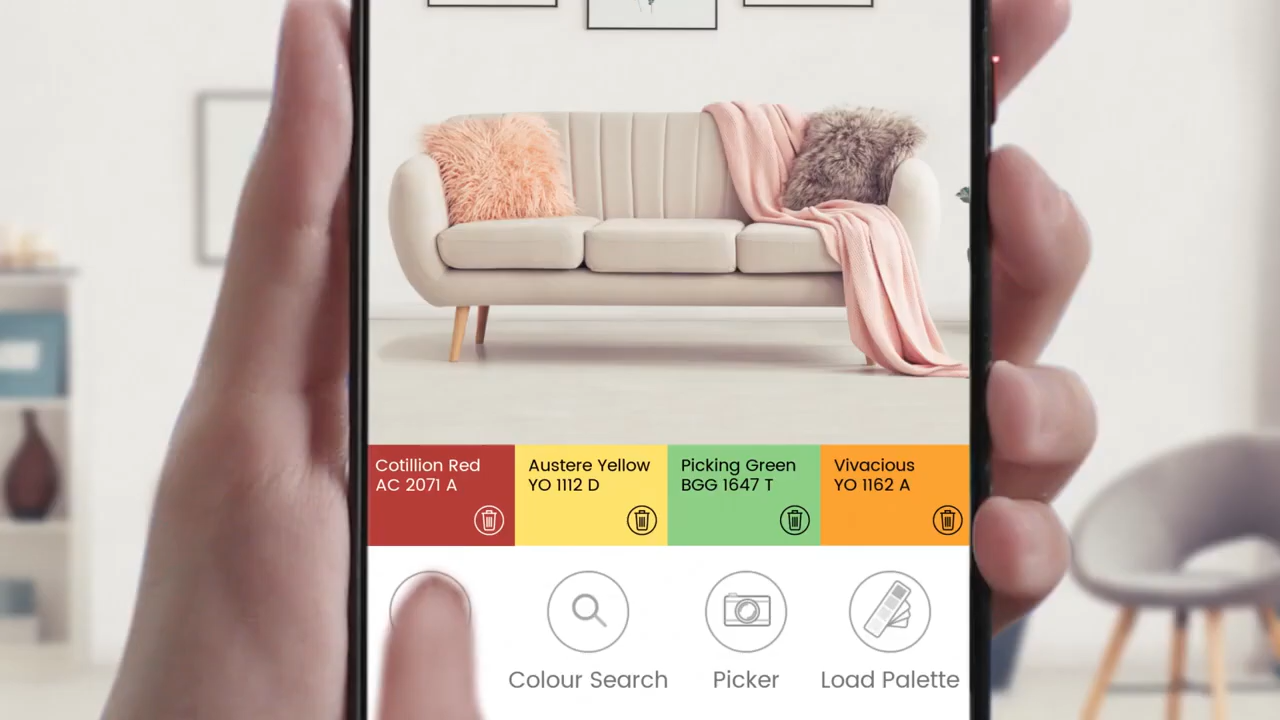 Cotillion Red
AC 2071 A
Austere Yellow
YO 1112 D
Picking Green
BGG 1647 T
Vivacious
YO 1162 A
Colour Search
Picker
Load Palette